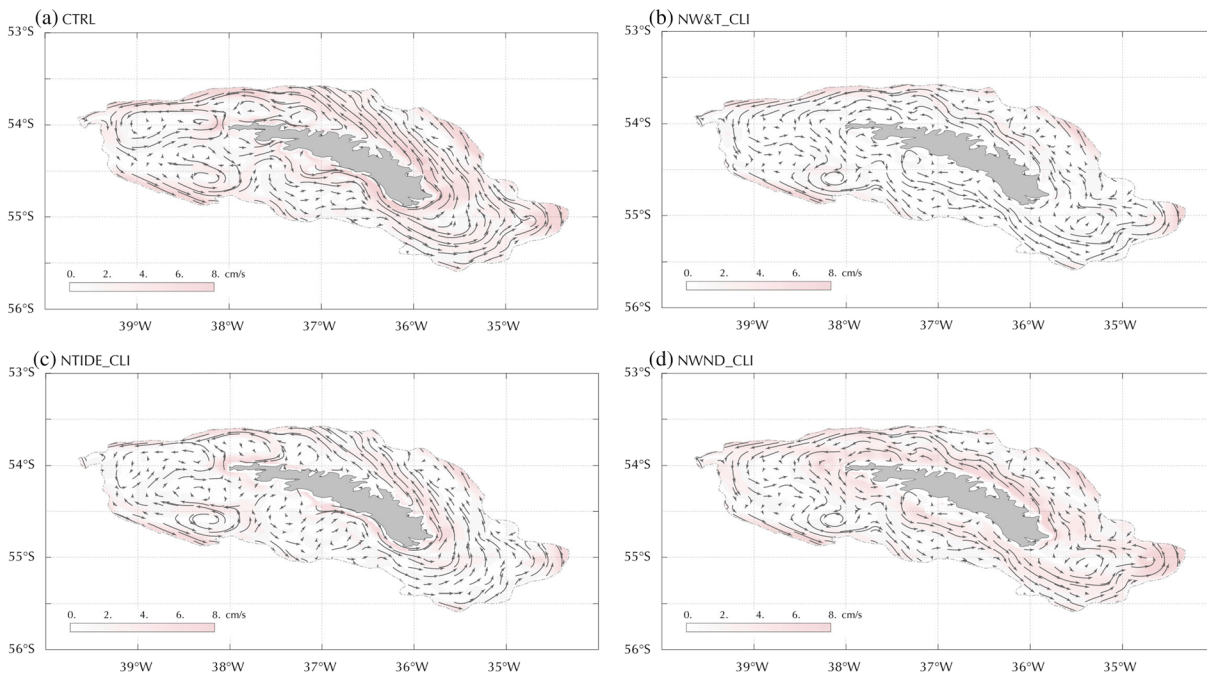 (a) CTRL
53°S
54°S
55°S
56°S
0. 2. 4. 6. 8. cm/s
39°W 38°W 37°W 36°W 35°W
(b) NW&T_CLI
53°S
54°S
55°S
56°S
0. 2. 4. 6. 8. cm/s
39°W 38°W 37°W 36°W 35°W
(c) NTIDE_CLI
53°S
54°S
55°S
56°S
0. 2. 4. 6. 8. cm/s
39°W 38°W 37°W 36°W 35°W
(d) NWND_CLI
53°S
54°S
55°S
56°S
0. 2. 4. 6. 8. cm/s
39°W 38°W 37°W 36°W 35°W